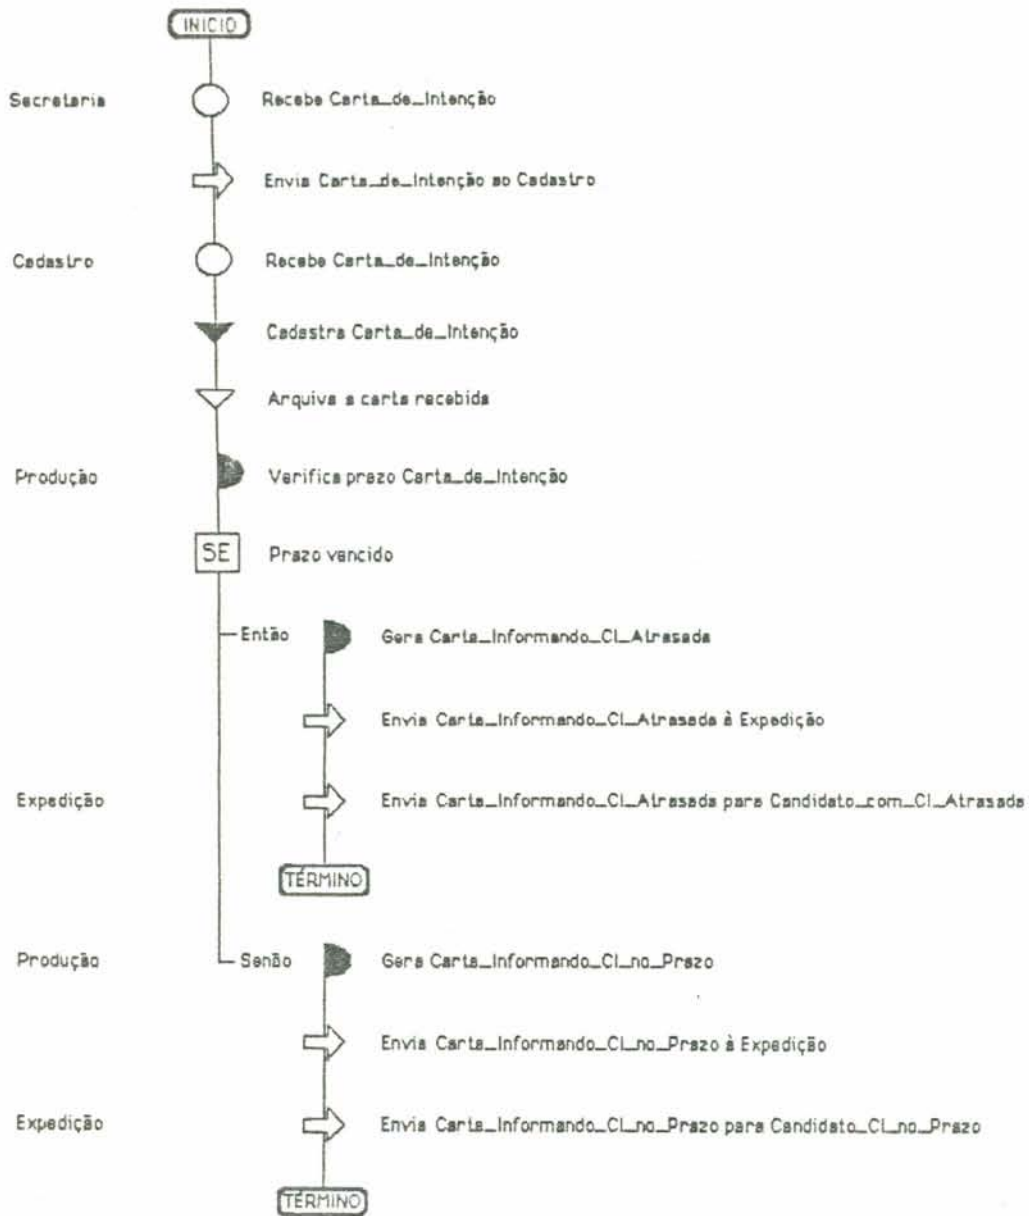 INICIO
Secretaria Recebe Carta_de_Intenção
Envia Carta_de_Intenção ao Cadastro
Cadastro Recebe Carta_de_Intenção
Cadastra Carta_de_Intenção
Arquiva a carta recebida
Produção Verifica prazo Carta_de_Intenção
SE Prazo vencido
Então Gera Carta_Informando_CI_Atrasada
Envia Carta_Informando_CI_Atrasada à Expedição
Expedição Envia Carta_Informando_CI_Atrasada para Candidato_com_CI_Atrasada
TÉRMINO
Produção Senão Gera Carta_Informando_CI_no_Prazo
Envia Carta_Informando_CI_no_Prazo à Expedição
Expedição Envia Carta_Informando_CI_no_Prazo para Candidato_CI_no_Prazo
TÉRMINO